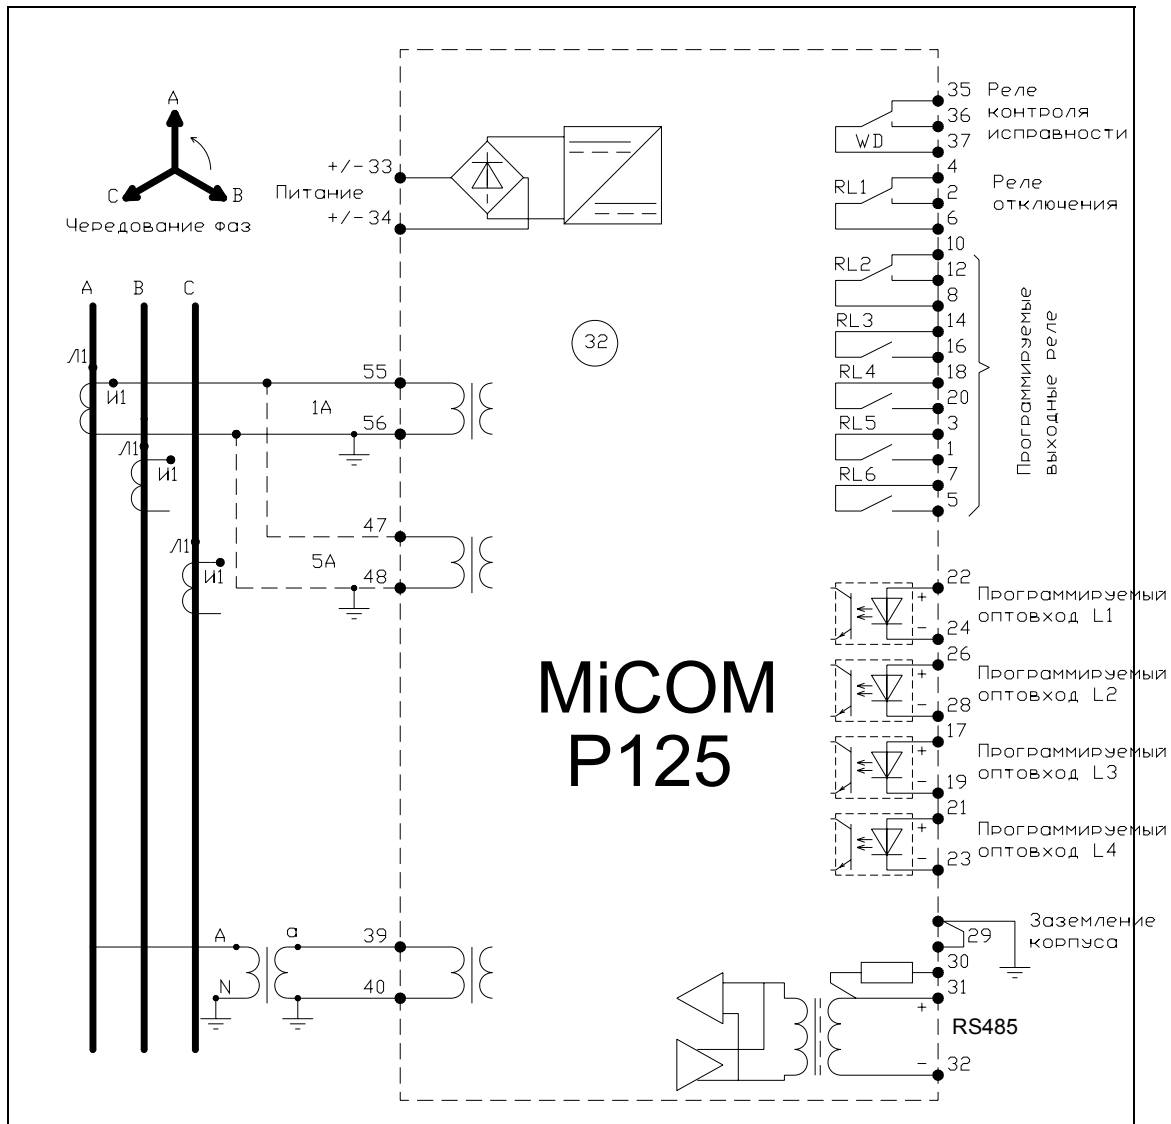 A
C
B
Чередование фаз
A
B
C
Л1
И1
Л1
И1
Л1
И1
+/-33
Питание
+/-34
32
55
1A
56
47
5A
48
MiCOM
P125
A
a
39
N
40
35
Реле
36
контроля
исправности
WD
37
4
RL1
2
Реле
отключения
6
10
RL2
12
8
RL3
14
16
RL4
18
20
RL5
3
1
RL6
7
5
Программируемые
выходные реле
22
+
Программируемый
оптовход L1
-
24
26
+
Программируемый
оптовход L2
-
28
17
+
Программируемый
оптовход L3
-
19
21
+
Программируемый
оптовход L4
-
23
Заземление
корпуса
29
30
31
+
RS485
-
32